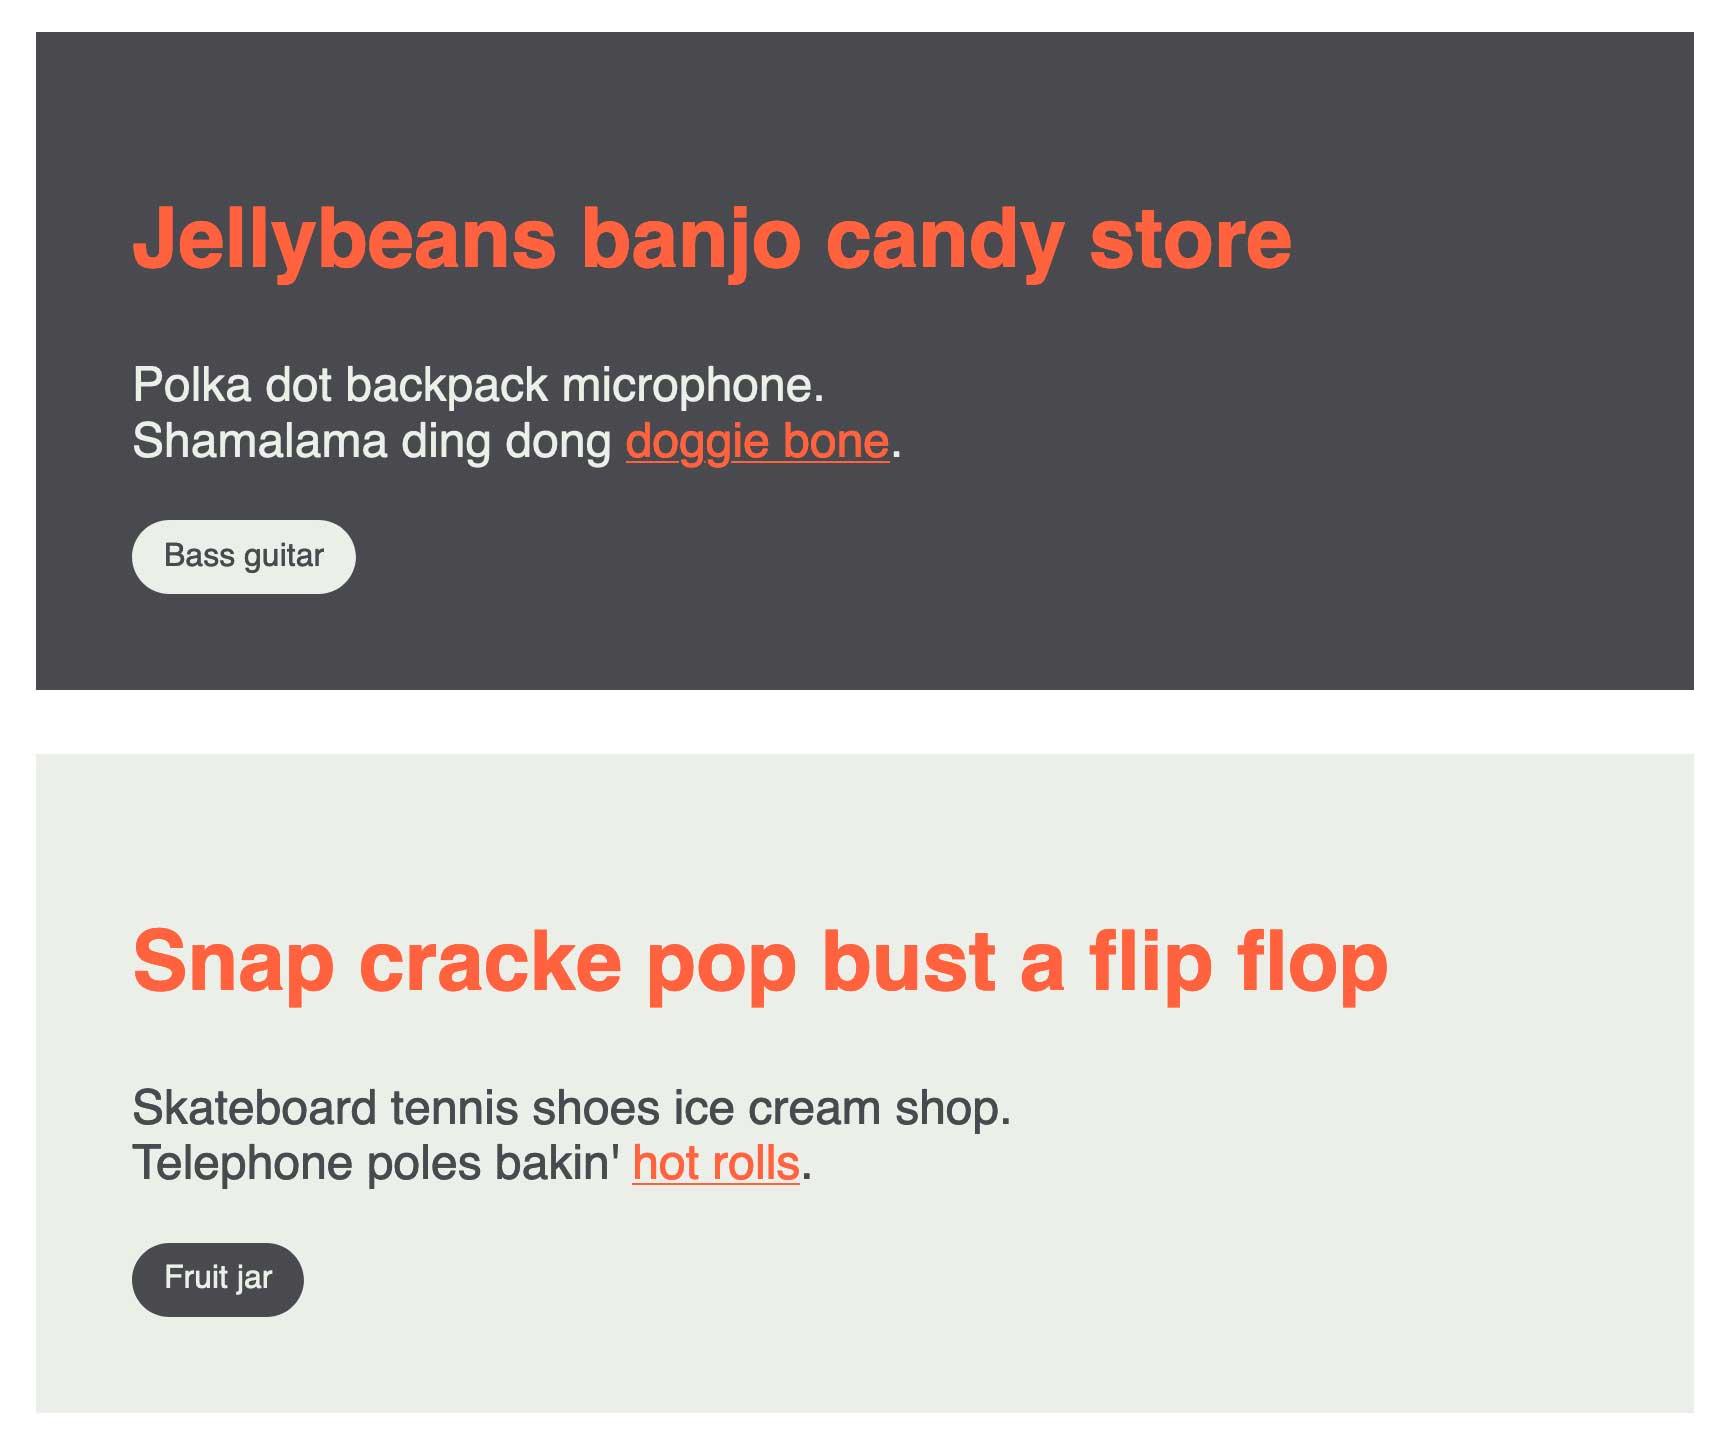 Jellybeans banjo candy store
Polka dot backpack microphone.
Shamalama ding dong doggie bone.
Bass guitar
Snap cracke pop bust a flip flop
Skateboard tennis shoes ice cream shop.
Telephone poles bakin' hot rolls.
Fruit jar